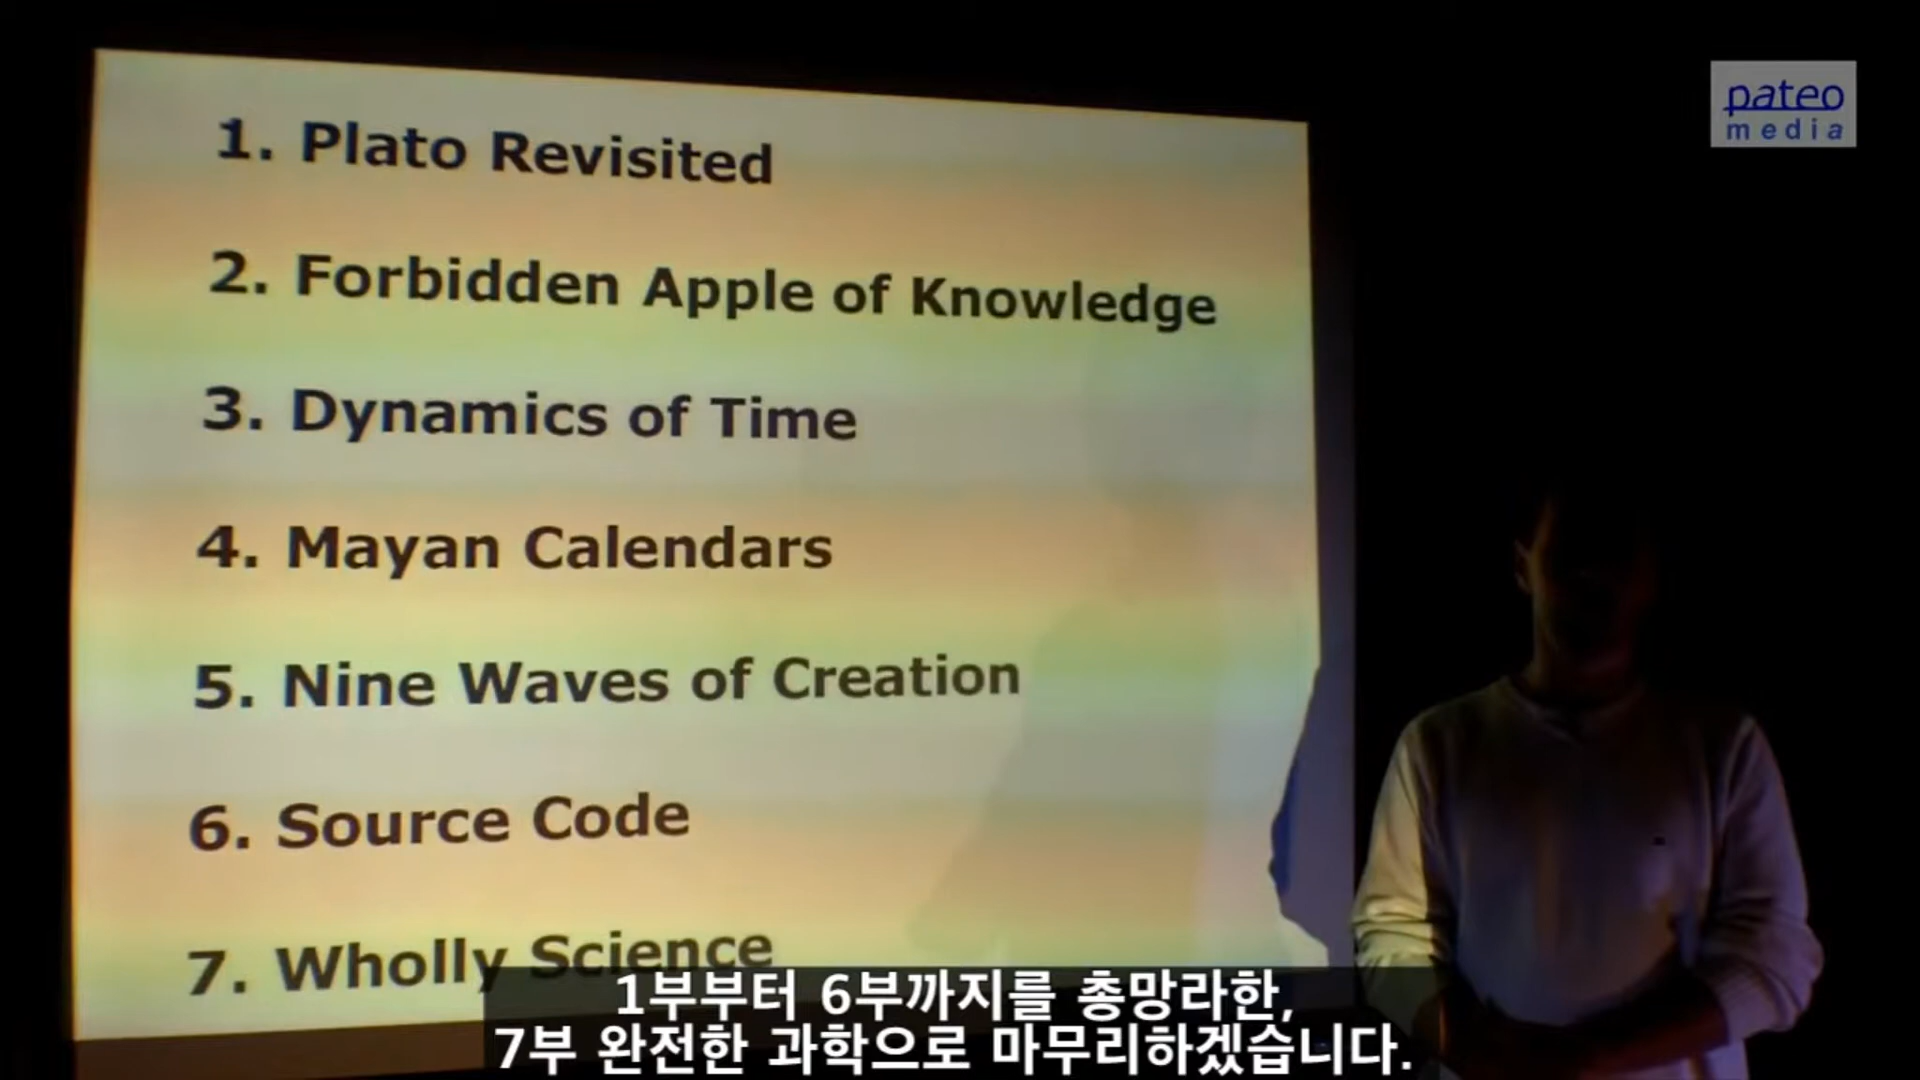 pateo
media
1. Plato Revisited
2. Forbidden Apple of Knowledge
3. Dynamics of Time
4. Mayan Calendars
5. Nine Waves of Creation
6. Source Code
7. Wholly Science
1부부터 6부까지를 총망라한,
7부 완전한 과학으로 마무리하겠습니다.